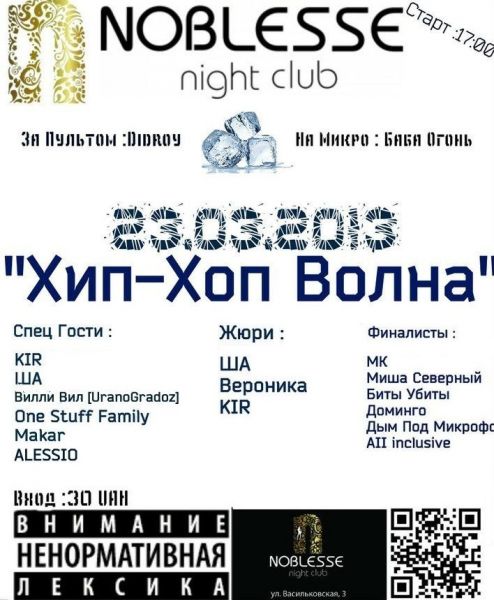 NOBLESSE
night club
Старт :17:00
За Пультом :DIDROY
На Микро : Баба Огонь
23.03.2013
"Хип-Хоп Волна"
Спец Гости :
KIR
ША
Вилли Вил [UranoGradoz]
One Stuff Family
Makar
ALESSIO
Жюри :
ША
Вероника
KIR
Финалисты :
МК
Миша Северный
Биты Убиты
Доминго
Дым Под Микрофо
All inclusive
Вход :30 UAH
ВНИМАНИЕ
НЕНОРМАТИВНАЯ
ЛЕКСИКА
NOBLESSE
night club
ул. Васильковская, 3